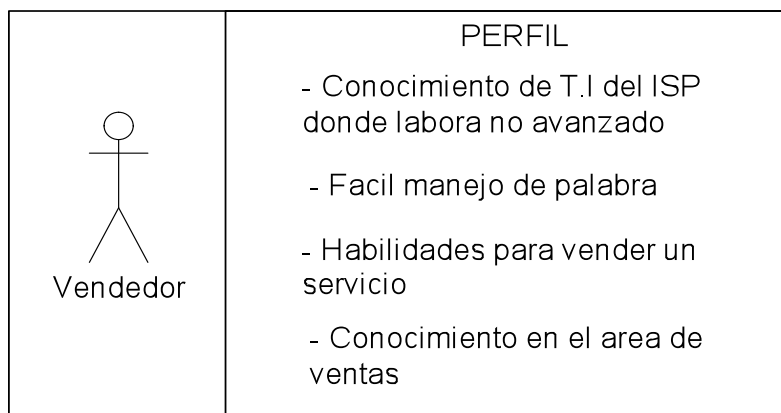 PERFIL
- Conocimiento de T.I del ISP
donde labora no avanzado
- Facil manejo de palabra
- Habilidades para vender un
servicio
- Conocimiento en el area de
ventas
Vendedor